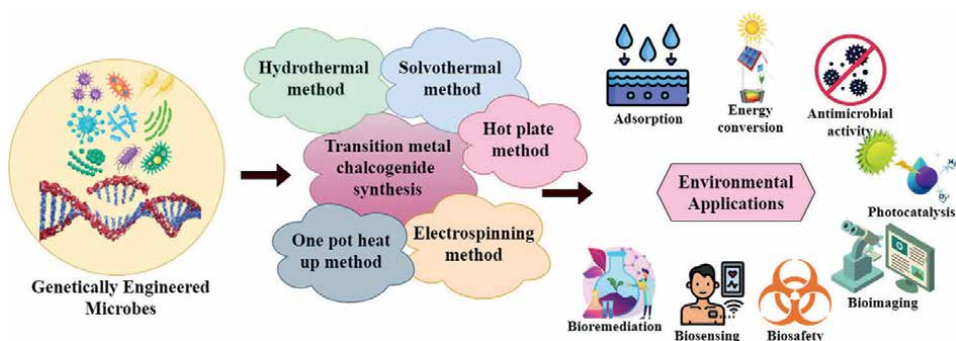 Genetically Engineered
Microbes
Hydrothermal
method
Solvothermal
method
Hot plate
method
Transition metal
chalcogenide
synthesis
One pot heat
up method
Electrospinning
method
Adsorption
Energy
conversion
Antimicrobial
activity
Environmental
Applications
Photocatalysis
Bioimaging
Biosafety
Biosensing
Bioremediation